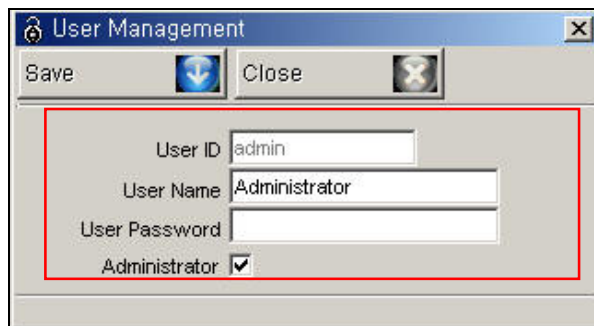 User Management
Save Close
User ID admin
User Name Administrator
User Password
Administrator